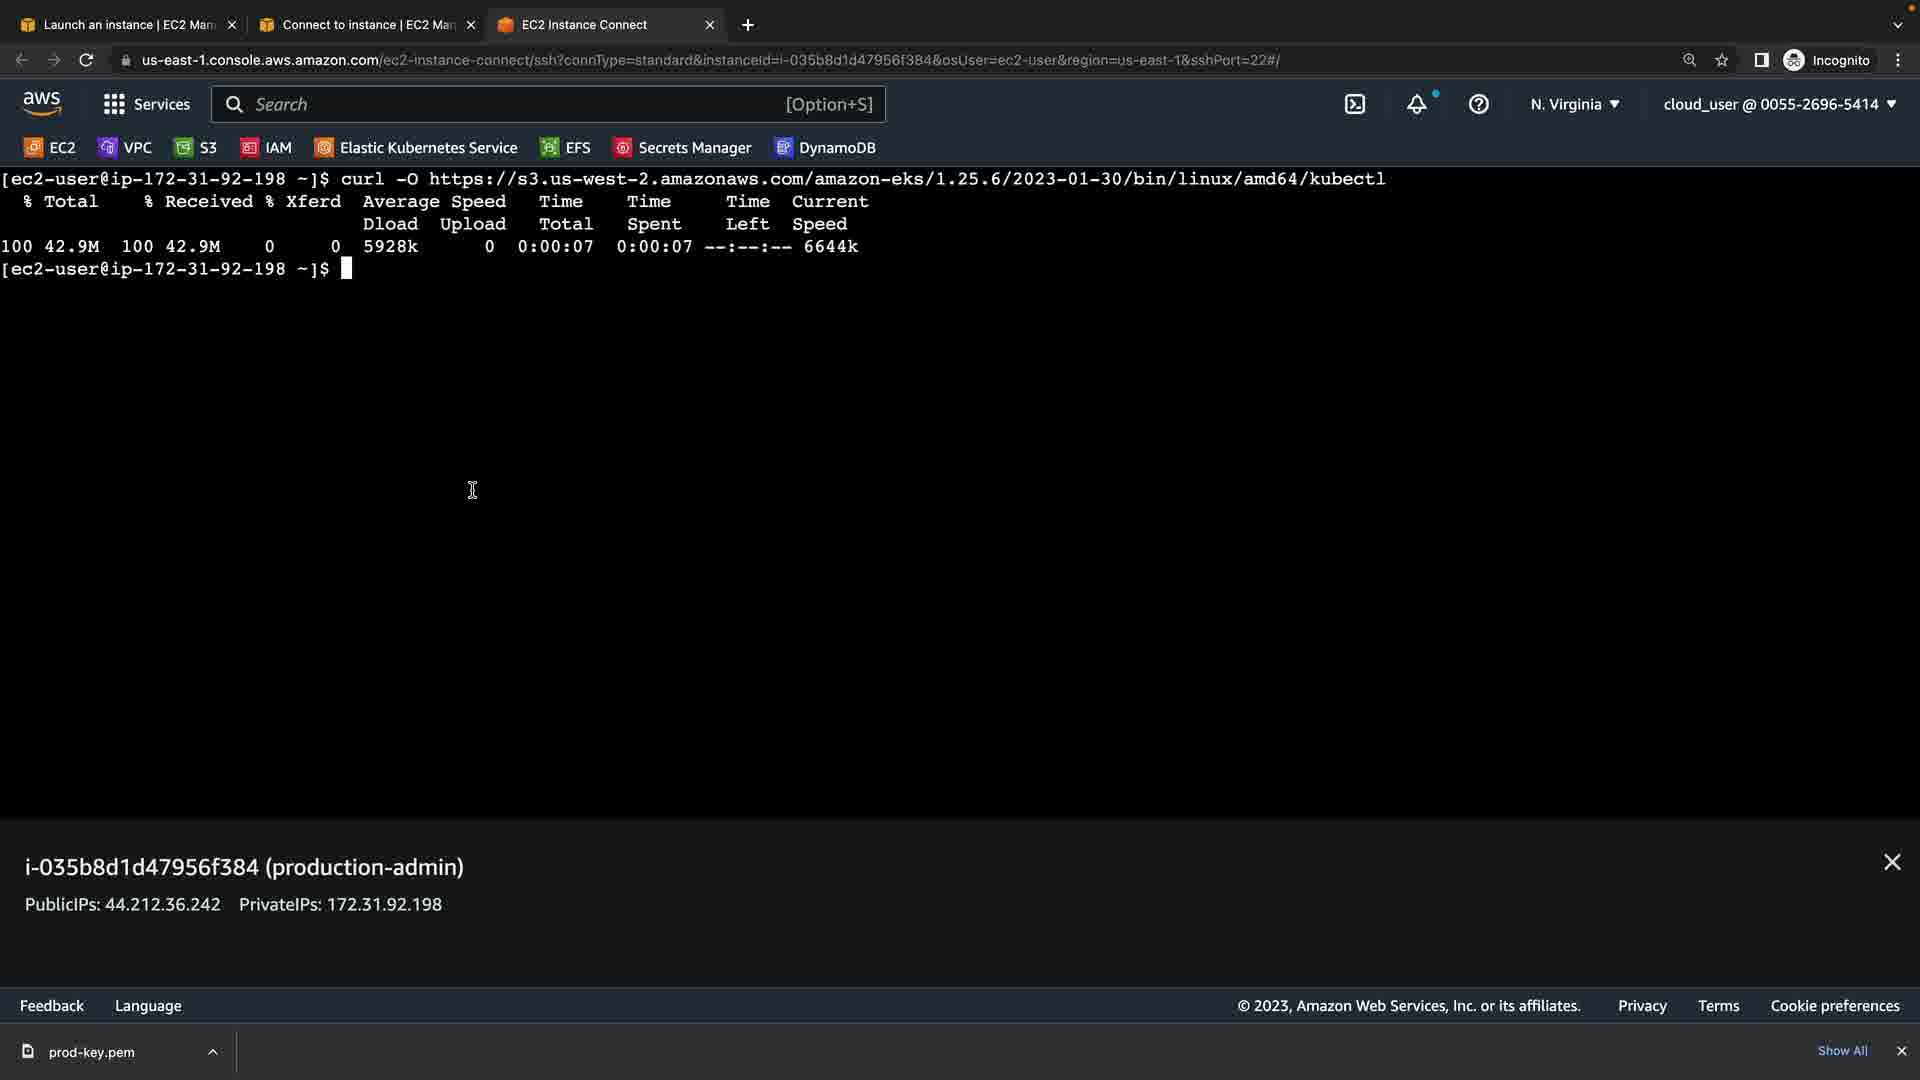 Launch an instance | EC2 Man
Connect to instance | EC2 Man
EC2 Instance Connect
us-east-1.console.aws.amazon.com/ec2-instance-connect/ssh?connType=standard&instanceId=i-035b8d1d47956f384&osUser=ec2-user&region=us-east-1&sshPort=22#/
Incognito
aws
Services
Search
[Option+S]
N. Virginia
cloud_user @ 0055-2696-5414
EC2 VPC S3 IAM Elastic Kubernetes Service EFS Secrets Manager DynamoDB
[ec2-user@ip-172-31-92-198 ~]$ curl -O https://s3.us-west-2.amazonaws.com/amazon-eks/1.25.6/2023-01-30/bin/linux/amd64/kubectl
% Total % Received % Xferd Average Speed Time Time Time Current
Dload Upload Total Spent Left Speed
100 42.9M 100 42.9M 0 0 5928k 0 0:00:07 0:00:07 --:--:-- 6644k
[ec2-user@ip-172-31-92-198 ~]$
i-035b8d1d47956f384 (production-admin)
PublicIPs: 44.212.36.242 PrivateIPs: 172.31.92.198
Feedback Language
© 2023, Amazon Web Services, Inc. or its affiliates. Privacy Terms Cookie preferences
prod-key.pem
Show All